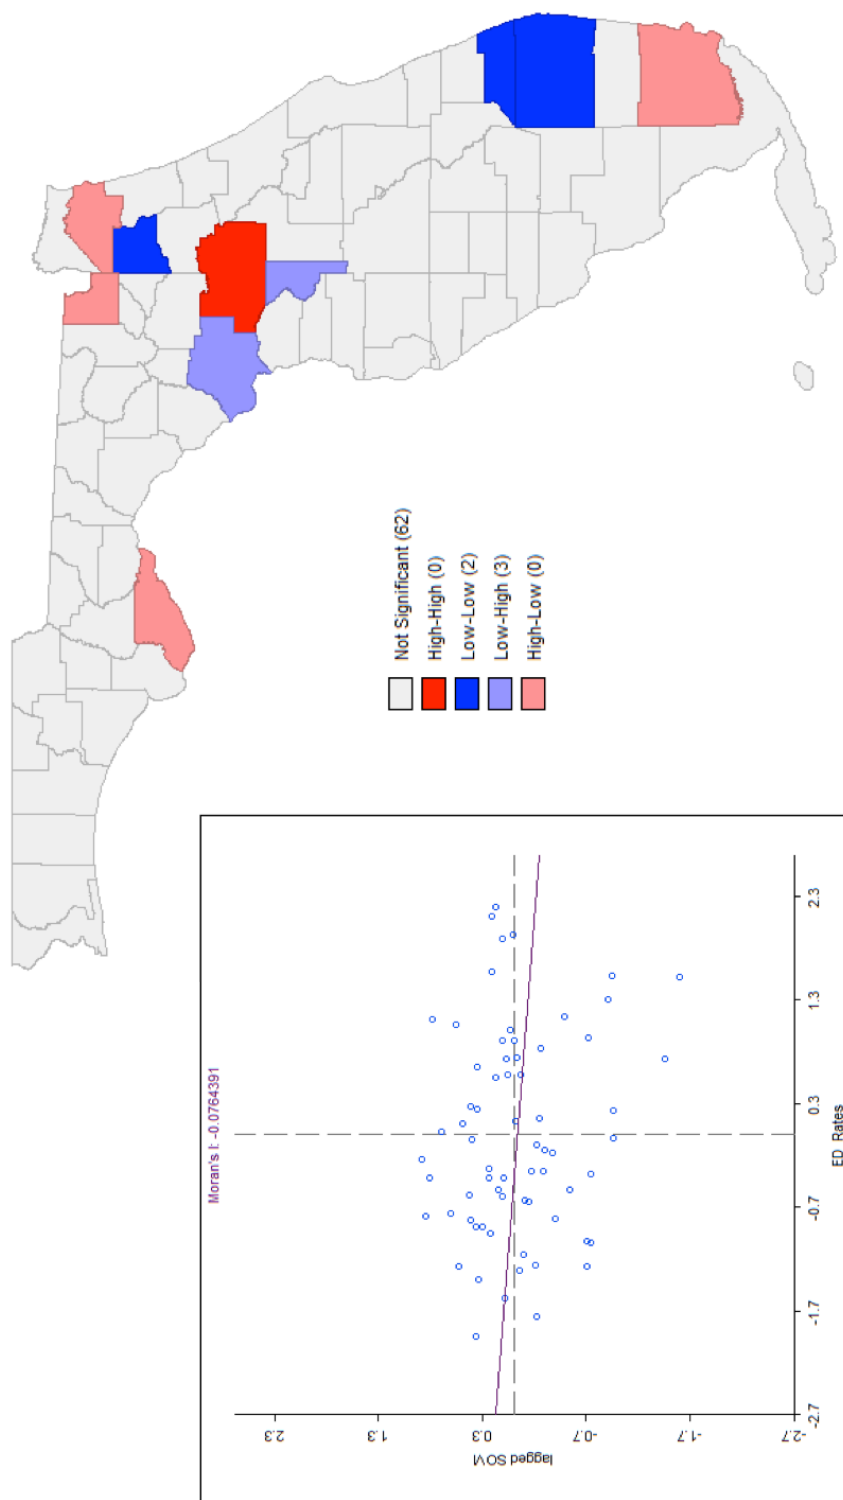 Not Significant (62)
High-High (0)
Low-Low (2)
Low-High (3)
High-Low (0)
Moran's I: -0.0764391
lagged SOVI
2.3
1.3
0.3
-0.7
-1.7
-2.7
-2.7
-1.7
-0.7
0.3
1.3
2.3
ED_Rates